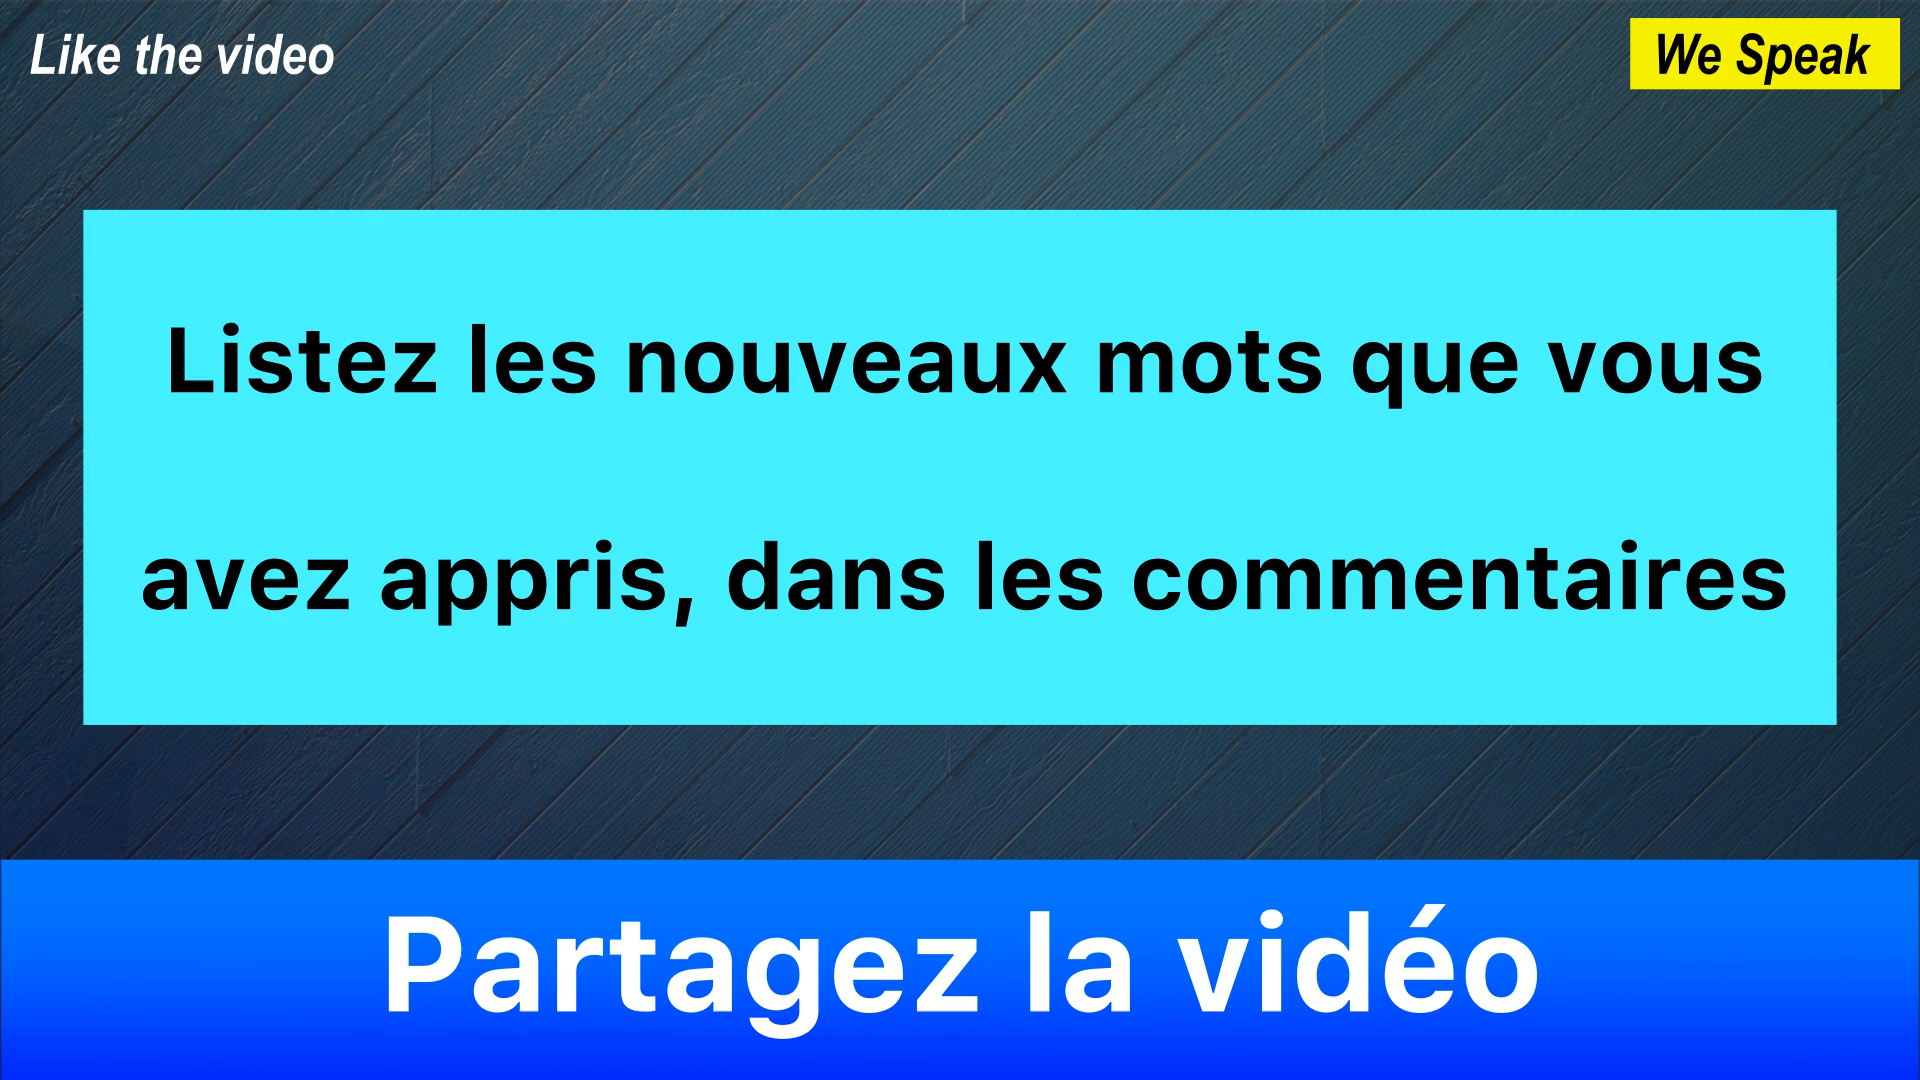 Like the video
We Speak
Listez les nouveaux mots que vous
avez appris, dans les commentaires
Partagez la vidéo